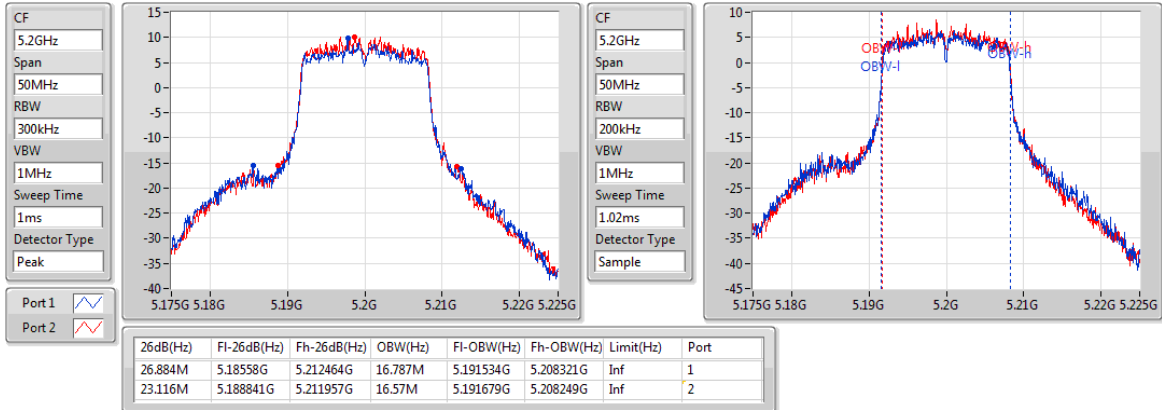 CF
5.2GHz
Span
50MHz
RBW
300kHz
VBW
1MHz
Sweep Time
1ms
Detector Type
Peak
Port 1
Port 2
15
10
5
0
-5
-10
-15
-20
-25
-30
-35
-40
5.175G 5.18G 5.19G 5.2G 5.21G 5.22G 5.225G
CF
5.2GHz
Span
50MHz
RBW
200kHz
VBW
1MHz
Sweep Time
1.02ms
Detector Type
Sample
10
5
0
-5
-10
-15
-20
-25
-30
-35
-40
-45
OBW-l
OBW-h
5.175G 5.18G 5.19G 5.2G 5.21G 5.22G 5.225G
26dB(Hz) Fl-26dB(Hz) Fh-26dB(Hz) OBW(Hz) Fl-OBW(Hz) Fh-OBW(Hz) Limit(Hz) Port
26.884M 5.18558G 5.212464G 16.787M 5.191534G 5.208321G Inf 1
23.116M 5.188841G 5.211957G 16.57M 5.191679G 5.208249G Inf 2